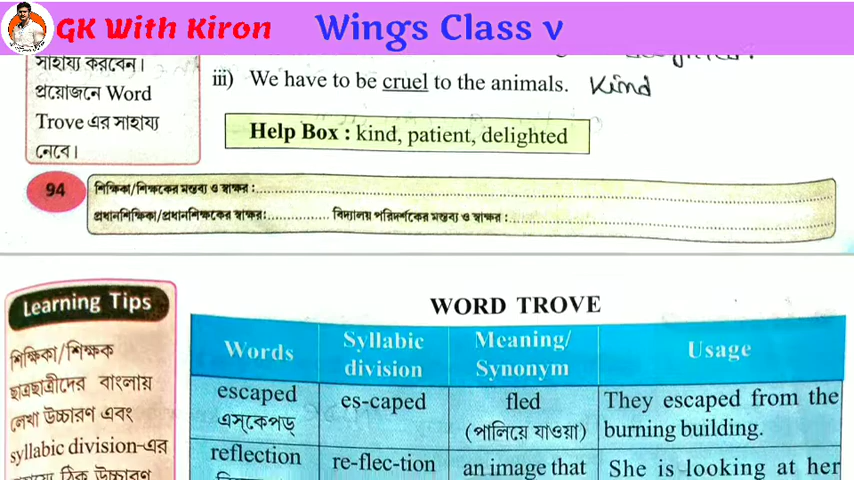 GK With Kiron Wings Class v
সাহায্য করবেন।
প্রয়োজনে Word
Trove এর সাহায্য
নেবে।
iii) We have to be cruel to the animals. Kind
Help Box : kind, patient, delighted
94
শিক্ষিকা/শিক্ষকের মন্তব্য ও স্বাক্ষর :
প্রধানশিক্ষিকা/প্রধানশিক্ষকের স্বাক্ষর: বিদ্যালয় পরিদর্শকের মন্তব্য ও স্বাক্ষর :
Learning Tips
শিক্ষিকা/শিক্ষক
ছাত্রছাত্রীদের বাংলায়
লেখা উচ্চারণ এবং
syllabic division-এর
ঠিক উচ্চারণ
WORD TROVE
Words Syllabic division Meaning/ Synonym Usage
escaped es-caped fled They escaped from the
এস্‌কেপড্ (পালিয়ে যাওয়া) burning building.
reflection re-flec-tion an image that She is looking at her